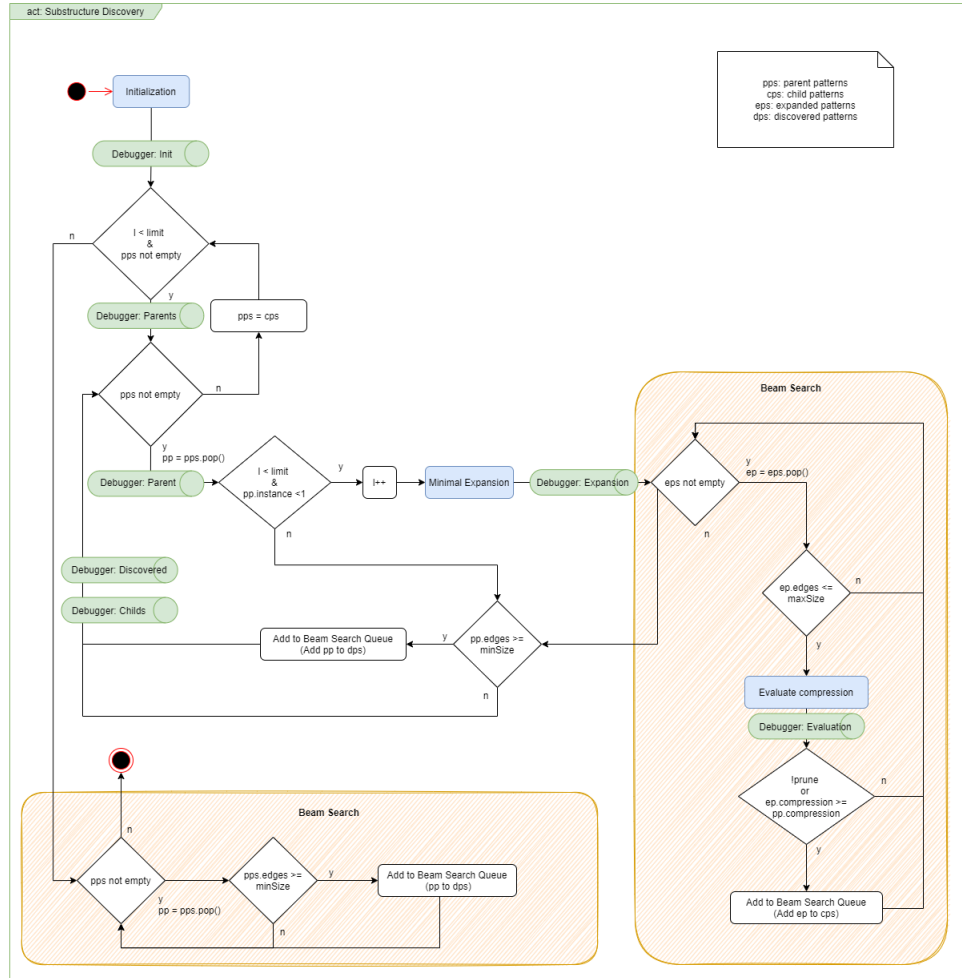 act: Substructure Discovery
pps: parent patterns
cps: child patterns
eps: expanded patterns
dps: discovered patterns
Initialization
Debugger: Init
I < limit
&
pps not empty
n
y
Debugger: Parents
pps = cps
pps not empty
n
y
pp = pps.pop()
Debugger: Parent
I < limit
&
pp.instance <1
y
n
I++
Minimal Expansion
Debugger: Expansion
Beam Search
eps not empty
y
ep = eps.pop()
n
ep.edges <=
maxSize
n
y
Evaluate compression
Debugger: Evaluation
!prune
or
ep.compression >=
pp.compression
n
y
Add to Beam Search Queue
(Add ep to cps)
Debugger: Discovered
Debugger: Childs
Add to Beam Search Queue
(Add pp to dps)
y
pp.edges >=
minSize
n
Beam Search
n
pps not empty
y
pp = pps.pop()
pps.edges >=
minSize
y
n
Add to Beam Search Queue
(pp to dps)